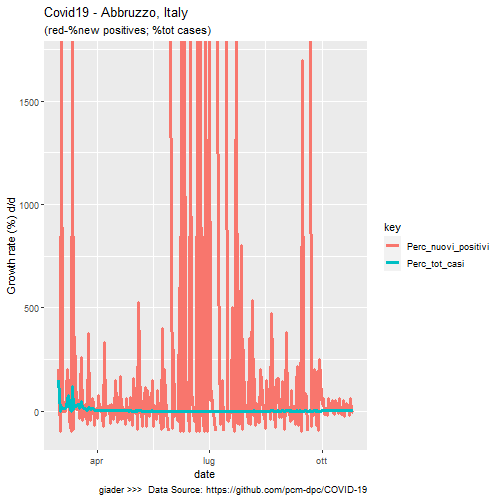 Covid19 - Abbruzzo, Italy
(red-%new positives; %tot cases)
Growth rate (%) d/d
1500
1000
500
0
apr
lug
ott
date
key
Perc_nuovi_positivi
Perc_tot_casi
giader >>>  Data Source: https://github.com/pcm-dpc/COVID-19